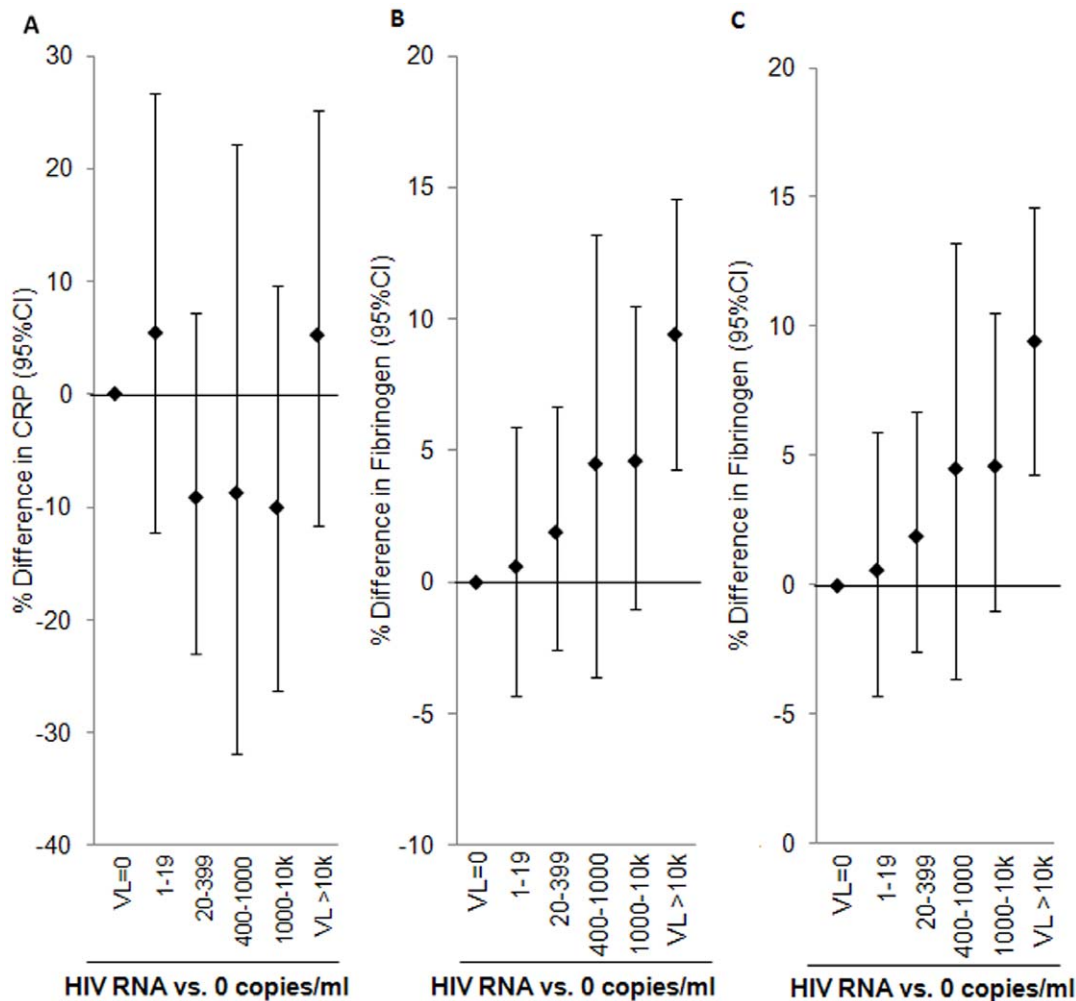 A
% Difference in CRP (95%CI)
30
20
10
0
-10
-20
-30
-40
VL=0
1-19
20-399
400-1000
1000-10k
VL >10k
HIV RNA vs. 0 copies/ml
B
% Difference in Fibrinogen (95%CI)
20
15
10
5
0
-5
-10
VL=0
1-19
20-399
400-1000
1000-10k
VL >10k
HIV RNA vs. 0 copies/ml
C
% Difference in Fibrinogen (95%CI)
20
15
10
5
0
-5
0
VL=0
1-19
20-399
400-1000
1000-10k
VL >10k
HIV RNA vs. 0 copies/ml